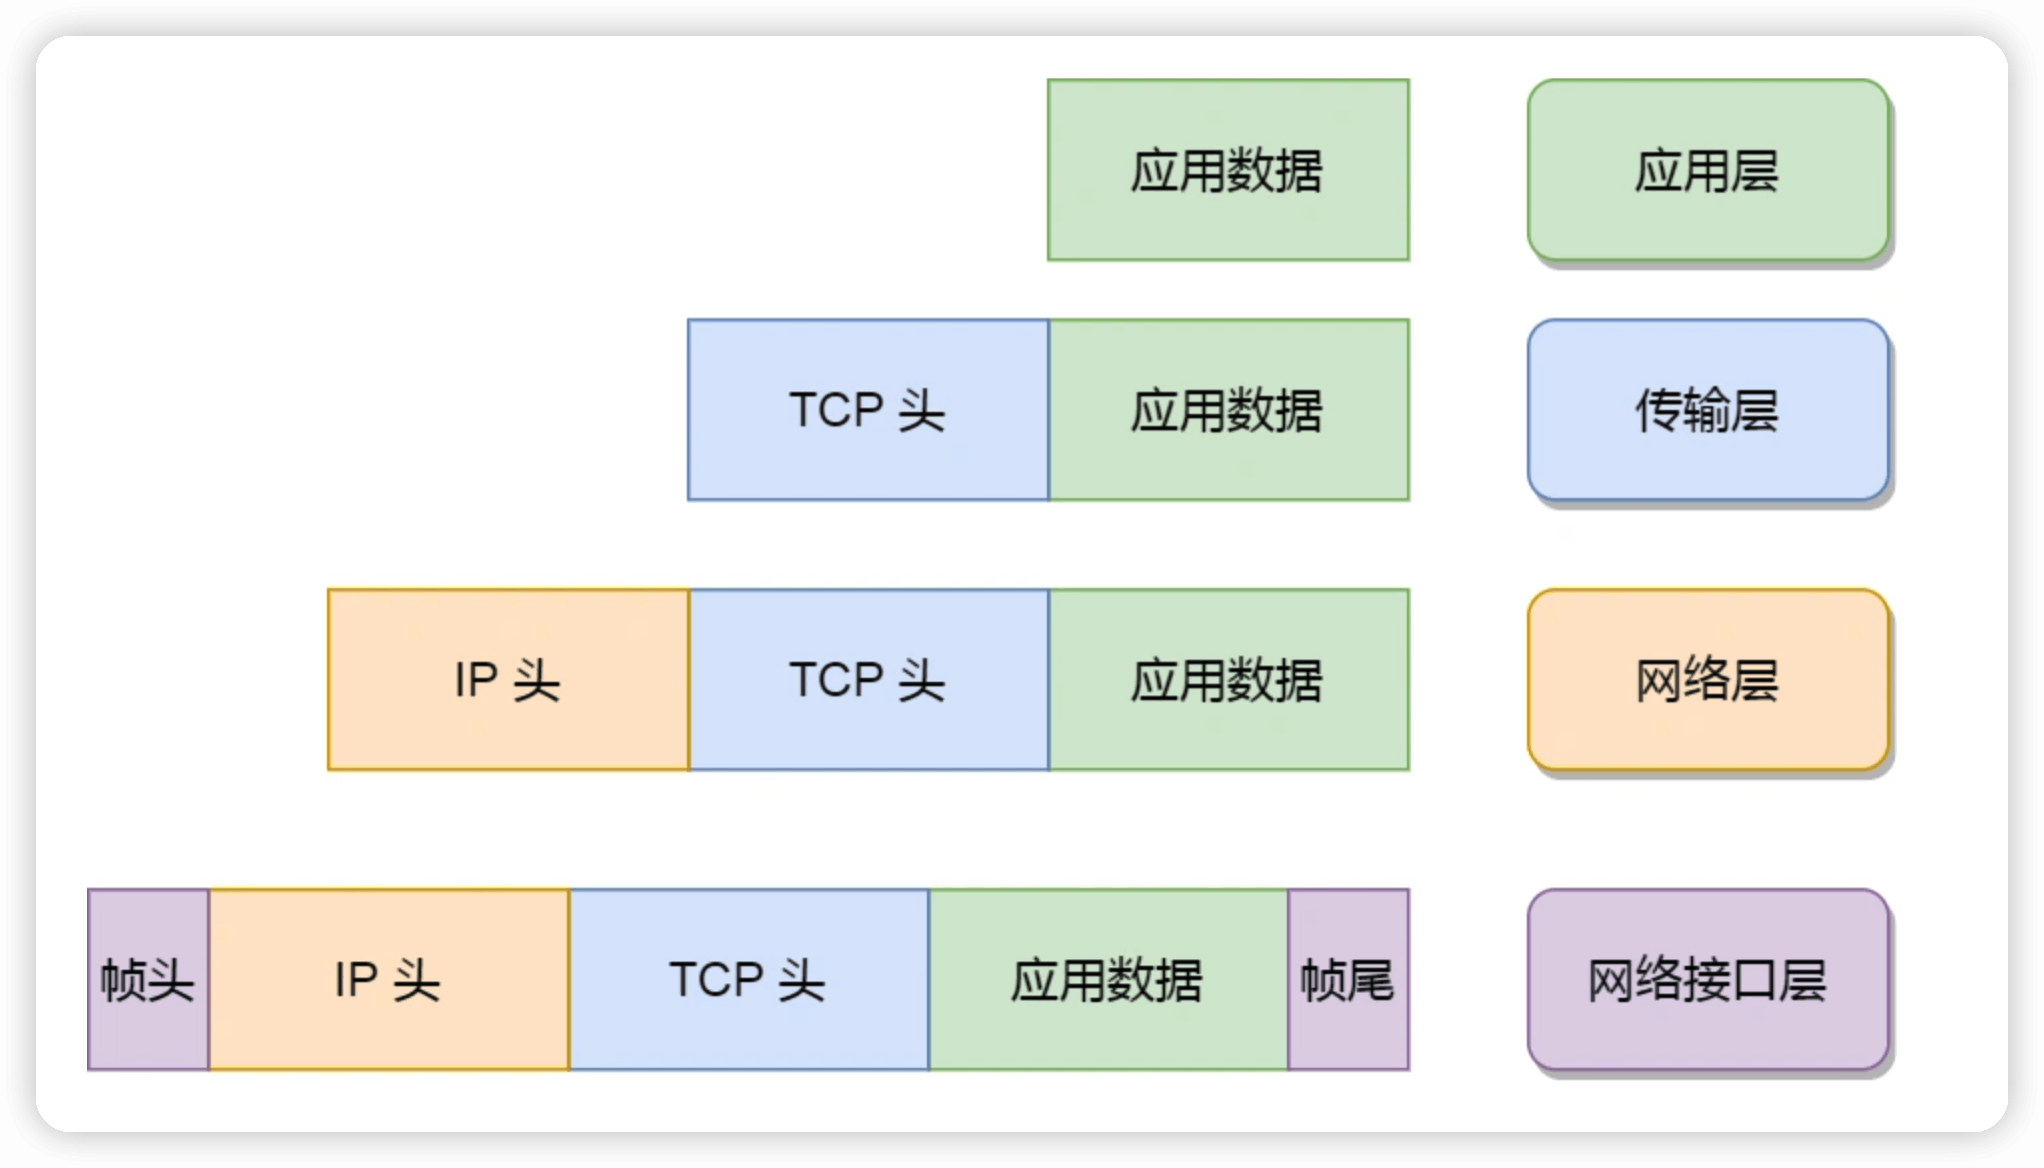 应用数据 应用层
TCP 头 应用数据 传输层
IP 头 TCP 头 应用数据 网络层
帧头 IP 头 TCP 头 应用数据 帧尾 网络接口层